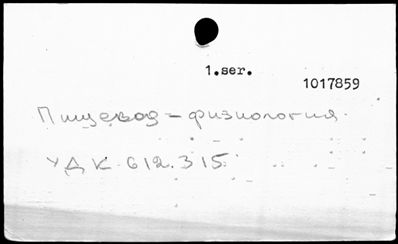 1.ser.
1017859
Пищевод – физиология.
УДК 612.315